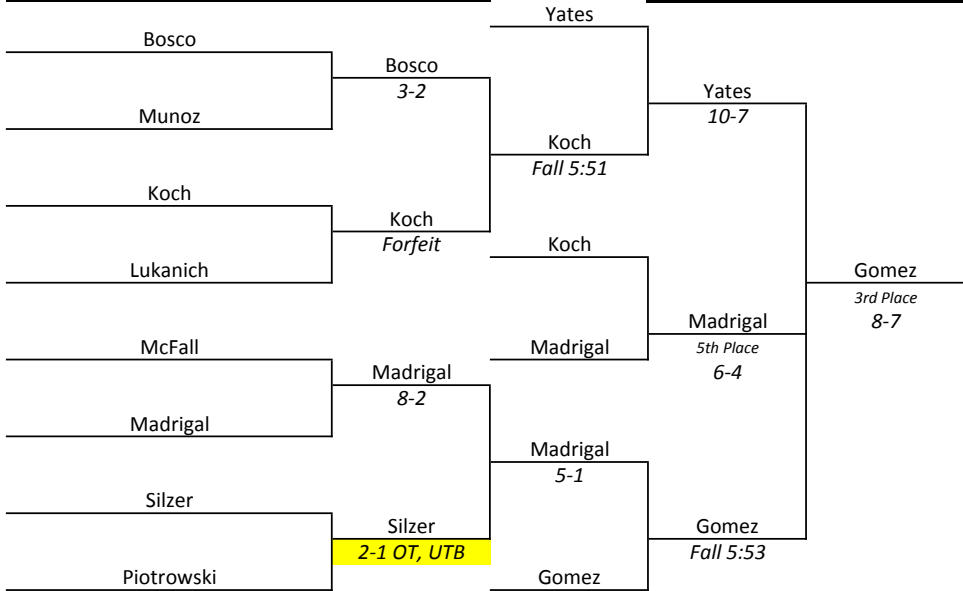 Yates
Bosco
Bosco
3-2
Yates
10-7
Munoz
Koch
Fall 5:51
Koch
Koch
Forfeit
Koch
Lukanich
Gomez
3rd Place
8-7
Madrigal
5th Place
6-4
McFall
Madrigal
Madrigal
8-2
Madrigal
Madrigal
5-1
Silzer
Silzer
2-1 OT, UTB
Gomez
Fall 5:53
Piotrowski
Gomez